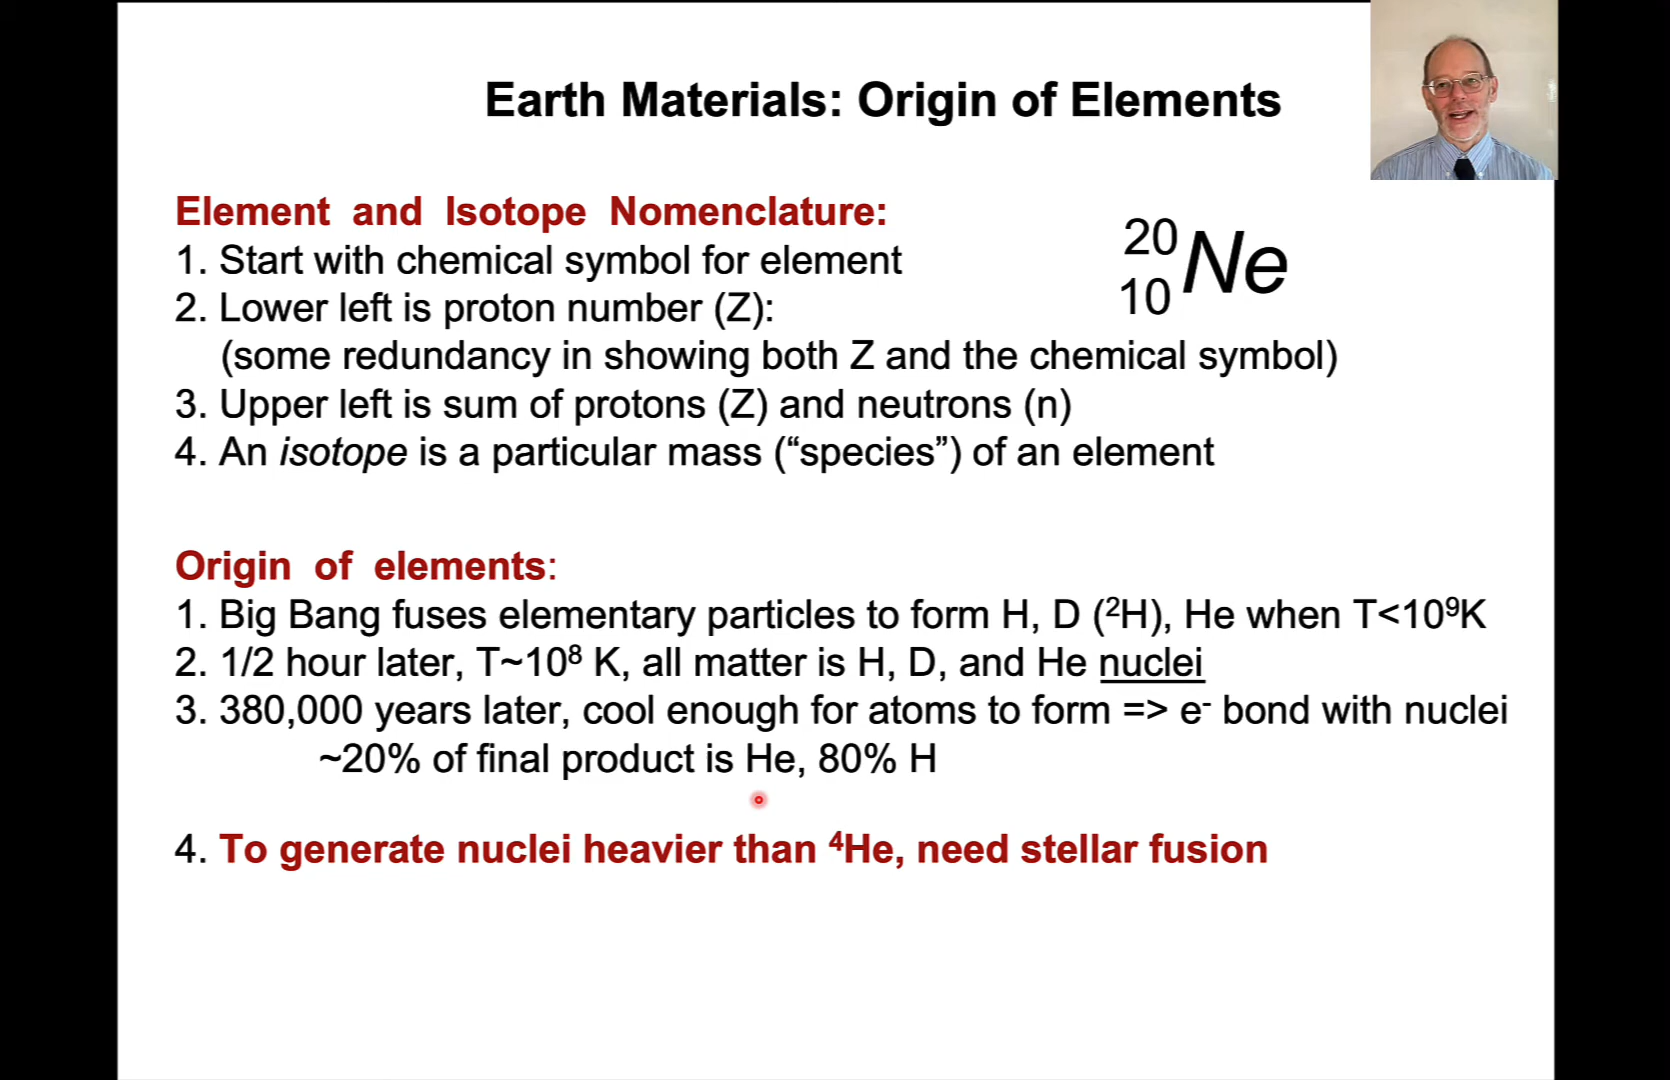 Earth Materials: Origin of Elements
Element and Isotope Nomenclature:
1. Start with chemical symbol for element
2. Lower left is proton number (Z):
(some redundancy in showing both Z and the chemical symbol)
3. Upper left is sum of protons (Z) and neutrons (n)
4. An isotope is a particular mass (“species”) of an element
20
10 Ne
Origin of elements:
1. Big Bang fuses elementary particles to form H, D (²H), He when T<10⁹K
2. 1/2 hour later, T~10⁸ K, all matter is H, D, and He nuclei
3. 380,000 years later, cool enough for atoms to form => e⁻ bond with nuclei
~20% of final product is He, 80% H
4. To generate nuclei heavier than ⁴He, need stellar fusion